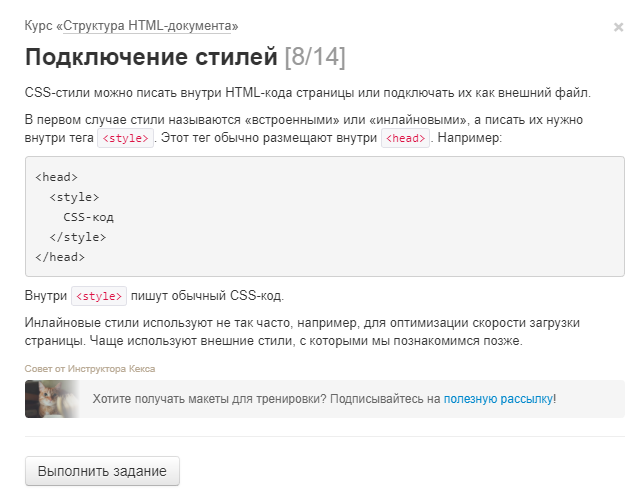 Курс «Структура HTML-документа»
×
Подключение стилей [8/14]
CSS-стили можно писать внутри HTML-кода страницы или подключать их как внешний файл.
В первом случае стили называются «встроенными» или «инлайновыми», а писать их нужно
внутри тега <style>. Этот тег обычно размещают внутри <head>. Например:
<head>
  <style>
    CSS-код
  </style>
</head>
Внутри <style> пишут обычный CSS-код.
Инлайновые стили используют не так часто, например, для оптимизации скорости загрузки
страницы. Чаще используют внешние стили, с которыми мы познакомимся позже.
Совет от Инструктора Кекса
Хотите получать макеты для тренировки? Подписывайтесь на полезную рассылку!
Выполнить задание